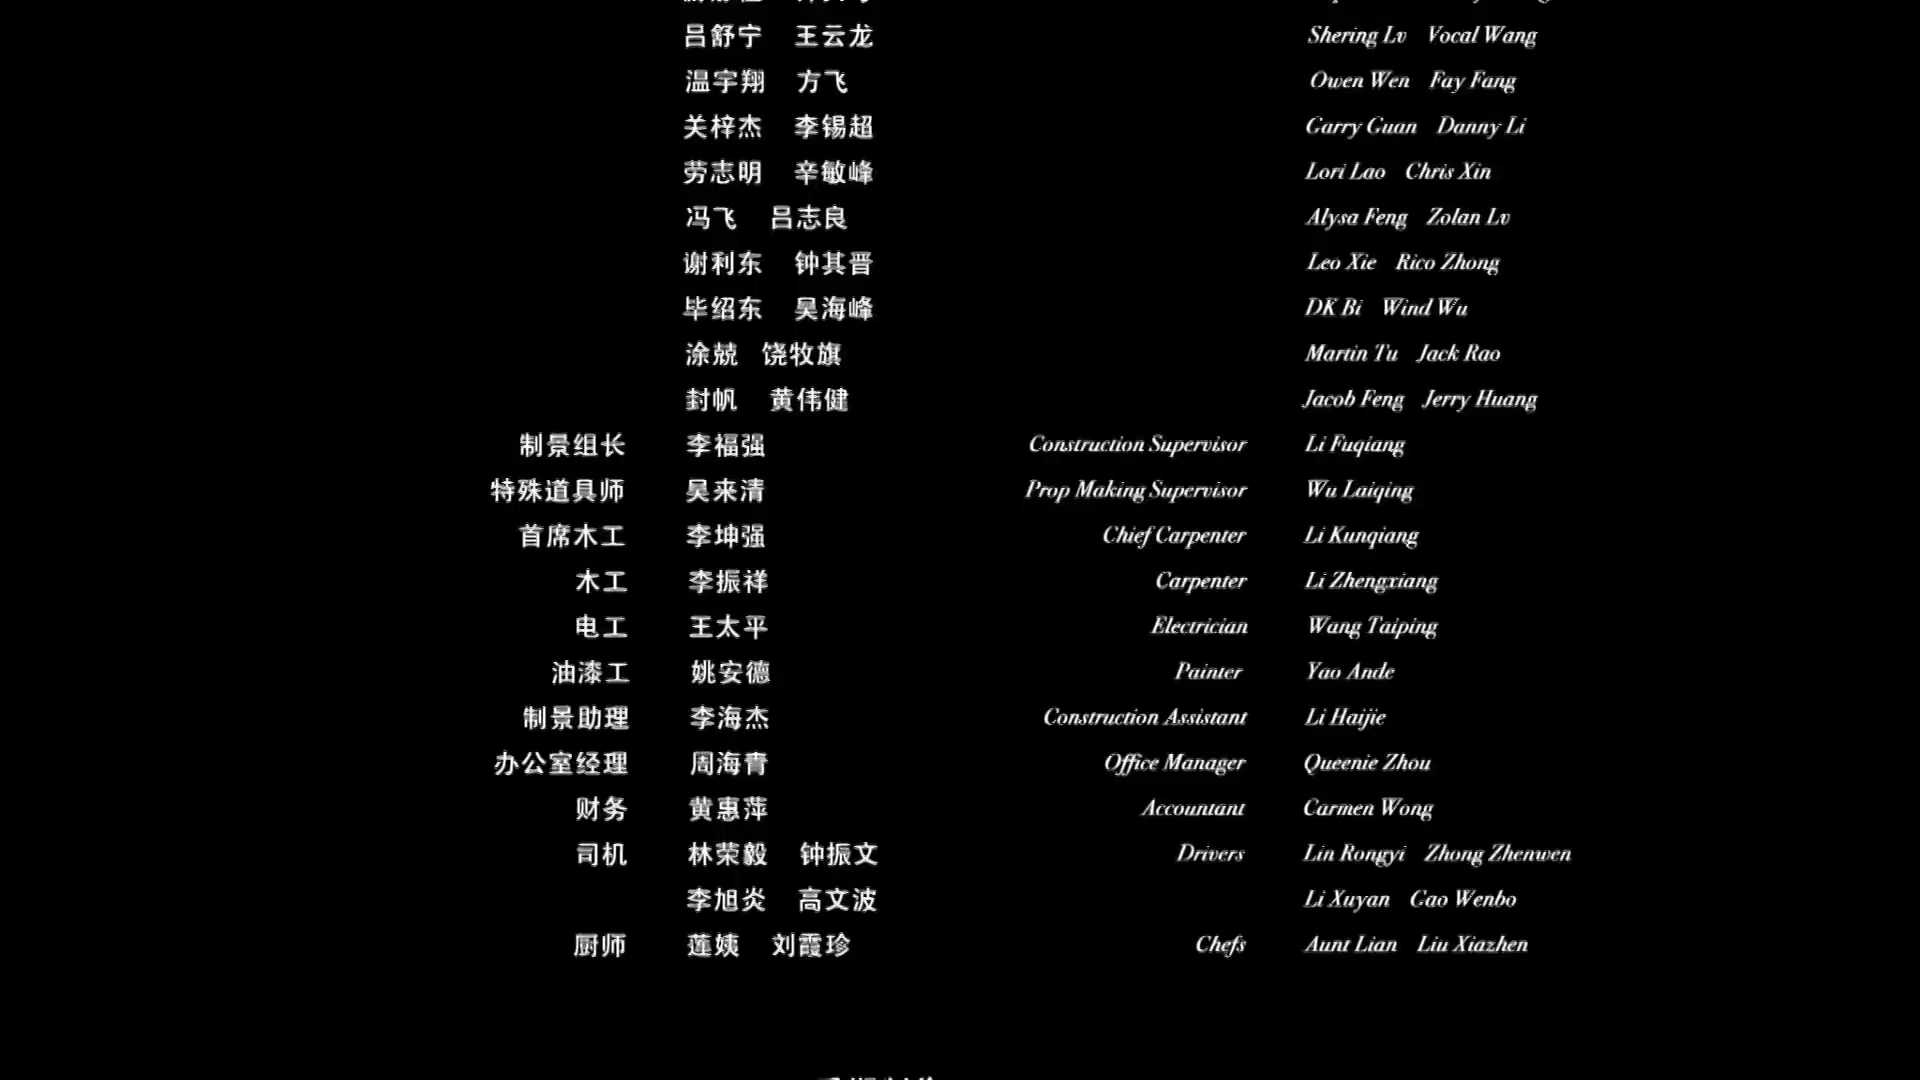 吕舒宁 王云龙 Shering Lv Vocal Wang
温宇翔 方飞 Owen Wen Fay Fang
关梓杰 李锡超 Garry Guan Danny Li
劳志明 辛敏峰 Lori Lao Chris Xin
冯飞 吕志良 Alysa Feng Zolan Lv
谢利东 钟其晋 Leo Xie Rico Zhong
毕绍东 吴海峰 DK Bi Wind Wu
涂兢 饶牧旗 Martin Tu Jack Rao
封帆 黄伟健 Jacob Feng Jerry Huang
制景组长 李福强 Construction Supervisor Li Fuqiang
特殊道具师 吴来清 Prop Making Supervisor Wu Laiqing
首席木工 李坤强 Chief Carpenter Li Kunqiang
木工 李振祥 Carpenter Li Zhengxiang
电工 王太平 Electrician Wang Taiping
油漆工 姚安德 Painter Yao Ande
制景助理 李海杰 Construction Assistant Li Haijie
办公室经理 周海青 Office Manager Queenie Zhou
财务 黄惠萍 Accountant Carmen Wong
司机 林荣毅 钟振文 Drivers Lin Rongyi Zhong Zhenwen
李旭炎 高文波 Li Xuyan Gao Wenbo
厨师 莲姨 刘霞珍 Chefs Aunt Lian Liu Xiazhen